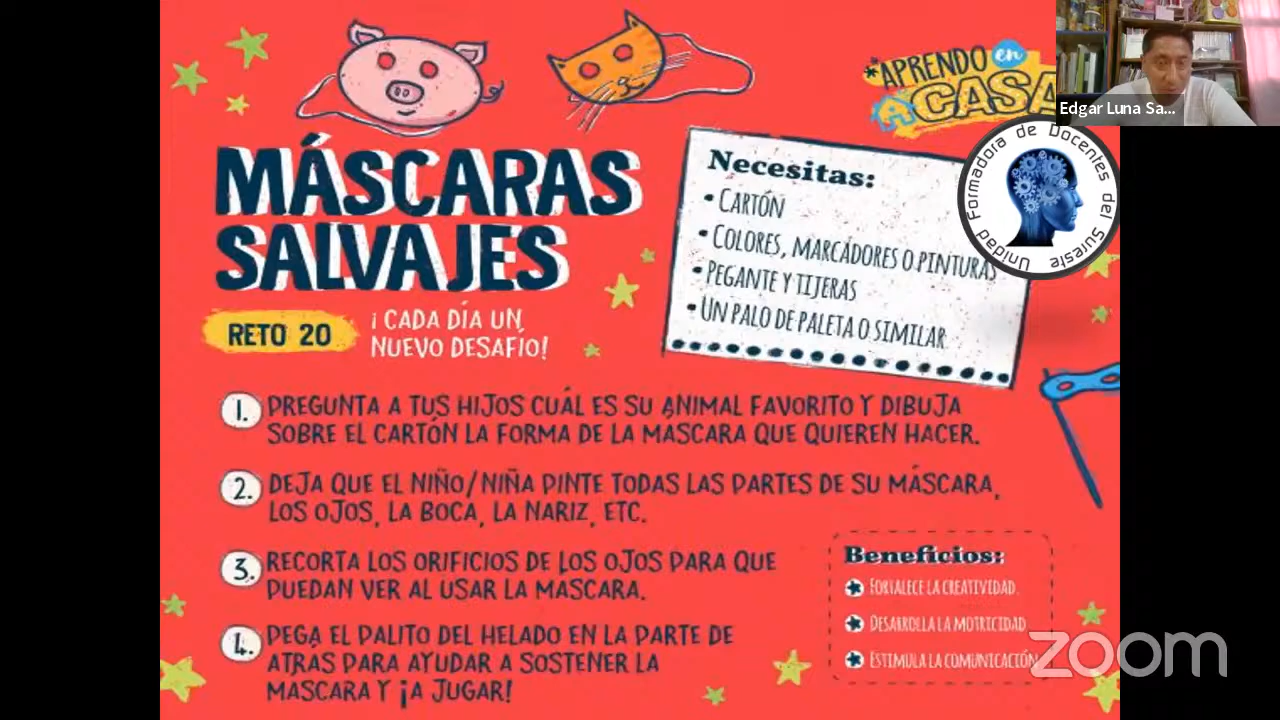 *APRENDO en
CASA
Edgar Luna Sa...
MÁSCARAS
SALVAJES
RETO 20
¡CADA DÍA UN
NUEVO DESAFÍO!
Necesitas:
• CARTÓN
• COLORES, MARCÁDORES O PINTURAS
• PEGANTE Y TIJERAS
• UN PALO DE PALETA O SIMILAR
Unidad Formadora de Docentes del Sureste
1. PREGUNTA A TUS HIJOS CUÁL ES SU ANIMAL FAVORITO Y DIBUJA
SOBRE EL CARTÓN LA FORMA DE LA MASCARA QUE QUIEREN HACER.
2. DEJA QUE EL NIÑO/NIÑA PINTE TODAS LAS PARTES DE SU MÁSCARA,
LOS OJOS, LA BOCA, LA NARIZ, ETC.
3. RECORTA LOS ORIFICIOS DE LOS OJOS PARA QUE
PUEDAN VER AL USAR LA MÁSCARA.
4. PEGA EL PALITO DEL HELADO EN LA PARTE DE
ATRÁS PARA AYUDAR A SOSTENER LA
MASCARA Y ¡A JUGAR!
Beneficios:
FORTALECE LA CREATIVIDAD.
DESARROLLA LA MOTRICIDAD
ESTIMULA LA COMUNICACIÓN
zoom